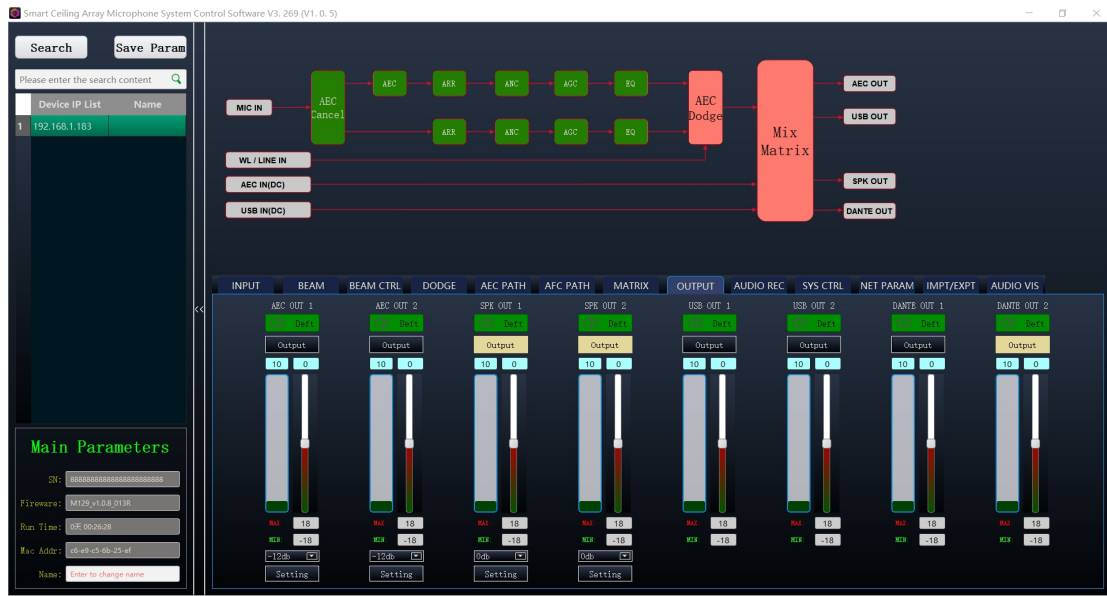 Smart Ceiling Array Microphone System Control Software V3. 269 (V1. 0. 5)
Search Save Param
Please enter the search content
Device IP List Name
1 192.168.1.183
MIC IN
AEC Cancel
AEC ARR ANC AGC EQ
ARR ANC AGC EQ
AEC Dodge
Mix Matrix
WL / LINE IN
AEC IN(DC)
USB IN(DC)
AEC OUT
USB OUT
SPK OUT
DANTE OUT
<<
INPUT BEAM BEAM CTRL DODGE AEC PATH AFC PATH MATRIX OUTPUT AUDIO REC SYS CTRL NET PARAM IMPT/EXPT AUDIO VIS
AEC OUT 1 AEC OUT 2 SPK OUT 1 SPK OUT 2 USB OUT 1 USB OUT 2 DANTE OUT 1 DANTE OUT 2
Deft Deft Deft Deft Deft Deft Deft Deft
Output Output Output Output Output Output Output Output
10 0 10 0 10 0 10 0 10 0 10 0 10 0 10 0
MAX: 18 MAX: 18 MAX: 18 MAX: 18 MAX: 18 MAX: 18 MAX: 18 MAX: 18
MIN: -18 MIN: -18 MIN: -18 MIN: -18 MIN: -18 MIN: -18 MIN: -18 MIN: -18
-12db -12db 0db 0db
Setting Setting Setting Setting
Main Parameters
Fireware: M129_v1.0.8_013R
Run Time: 0天 00:26:28
Mac Addr: c6-e9-c5-6b-25-ef
Name: Enter to change name